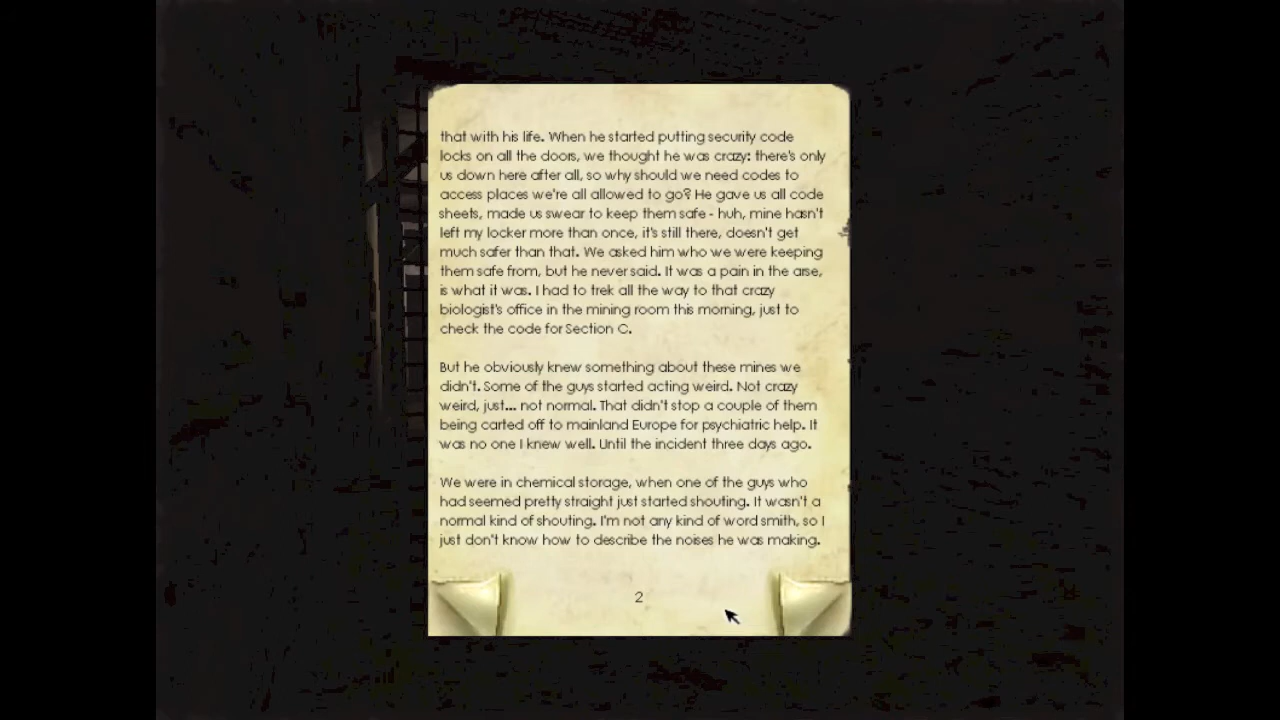 that with his life. When he started putting security code
locks on all the doors, we thought he was crazy: there's only
us down here after all, so why should we need codes to
access places we're all allowed to go? He gave us all code
sheets, made us swear to keep them safe - huh, mine hasn't
left my locker more than once, it's still there, doesn't get
much safer than that. We asked him who we were keeping
them safe from, but he never said. It was a pain in the arse,
is what it was. I had to trek all the way to that crazy
biologist's office in the mining room this morning, just to
check the code for Section C.
But he obviously knew something about these mines we
didn't. Some of the guys started acting weird. Not crazy
weird, just... not normal. That didn't stop a couple of them
being carted off to mainland Europe for psychiatric help. It
was no one I knew well. Until the incident three days ago.
We were in chemical storage, when one of the guys who
had seemed pretty straight just started shouting. It wasn't a
normal kind of shouting. I'm not any kind of word smith, so I
just don't know how to describe the noises he was making.
2